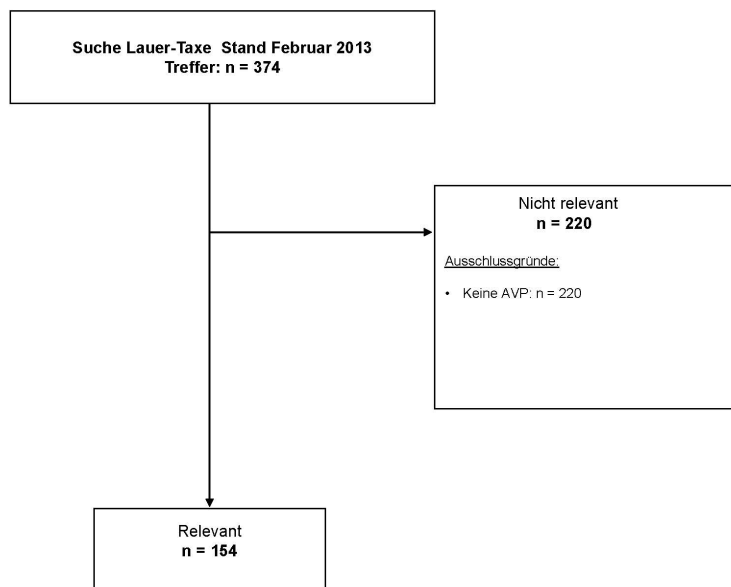 Suche Lauer-Taxe Stand Februar 2013
Treffer: n = 374
Nicht relevant
n = 220
Ausschlussgründe:
• Keine AVP: n = 220
Relevant
n = 154